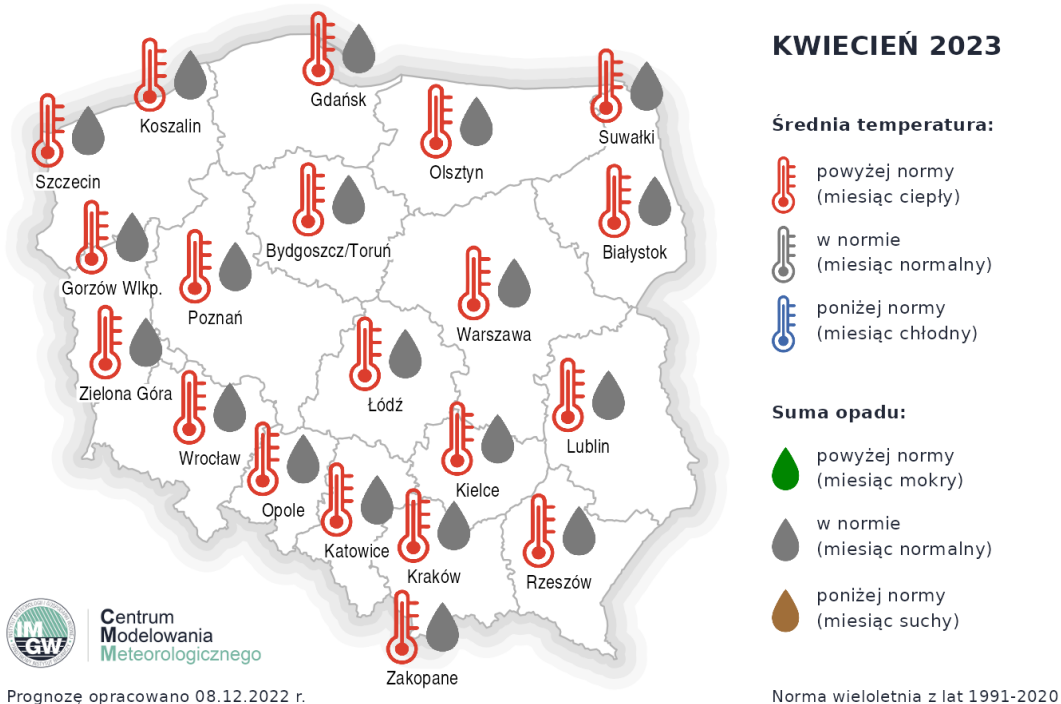 KWIECIEŃ 2023
Średnia temperatura:
powyżej normy
(miesiąc ciepły)
w normie
(miesiąc normalny)
poniżej normy
(miesiąc chłodny)
Suma opadu:
powyżej normy
(miesiąc mokry)
w normie
(miesiąc normalny)
poniżej normy
(miesiąc suchy)
Gdańsk
Koszalin
Suwałki
Olsztyn
Szczecin
Bydgoszcz/Toruń
Białystok
Gorzów Wlkp.
Poznań
Warszawa
Zielona Góra
Łódź
Lublin
Wrocław
Kielce
Opole
Katowice
Kraków
Rzeszów
Zakopane
IM
GW
Centrum
Modelowania
Meteorologicznego
Prognozę opracowano 08.12.2022 r.
Norma wieloletnia z lat 1991-2020